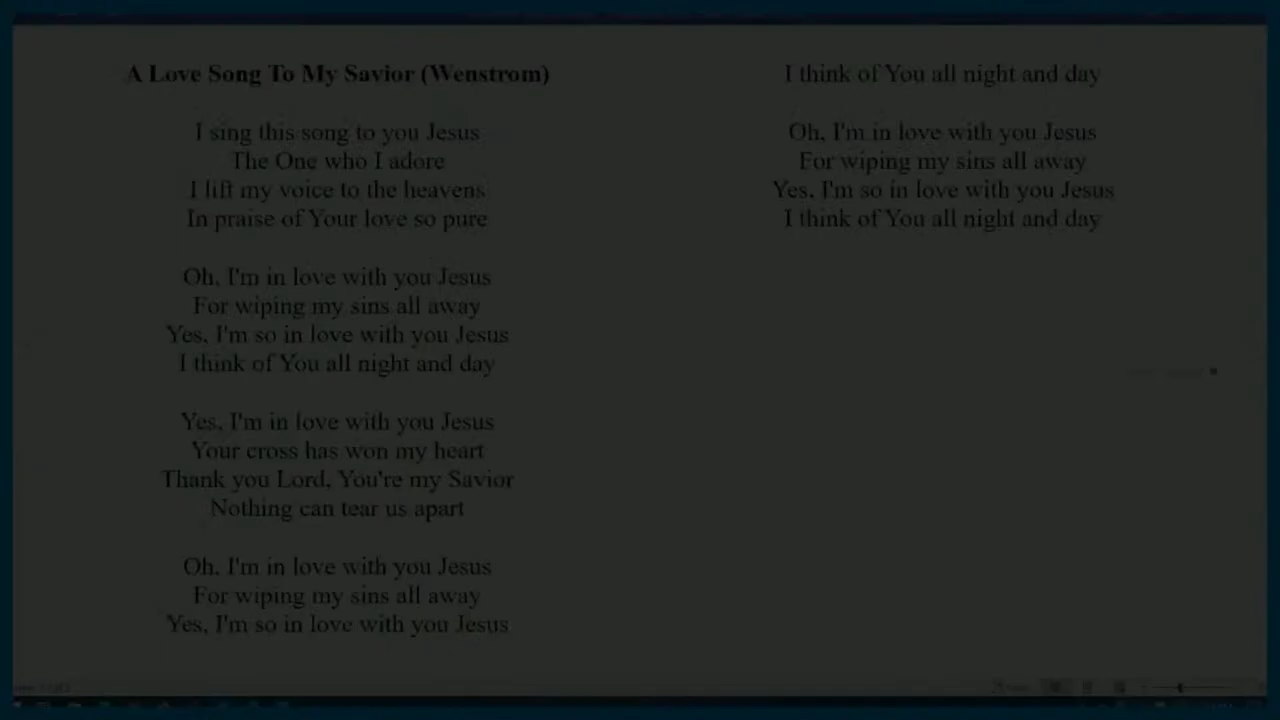 A Love Song To My Savior (Wenstrom)
I sing this song to you Jesus
The One who I adore
I lift my voice to the heavens
In praise of Your love so pure
Oh, I'm in love with you Jesus
For wiping my sins all away
Yes, I'm so in love with you Jesus
I think of You all night and day
Yes, I'm in love with you Jesus
Your cross has won my heart
Thank you Lord, You're my Savior
Nothing can tear us apart
Oh, I'm in love with you Jesus
For wiping my sins all away
Yes, I'm so in love with you Jesus
I think of You all night and day
Oh, I'm in love with you Jesus
For wiping my sins all away
Yes, I'm so in love with you Jesus
I think of You all night and day